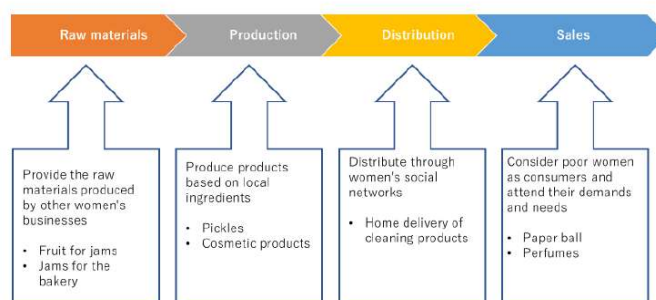 Raw materials
Production
Distribution
Sales
Provide the raw
materials produced
by other women's
businesses
• Fruit for jams
• Jams for the
bakery
Produce products
based on local
ingredients
• Pickles
• Cosmetic products
Distribute through
women's social
networks
• Home delivery of
cleaning products
Consider poor women
as consumers and
attend their demands
and needs
• Paper ball
• Perfumes